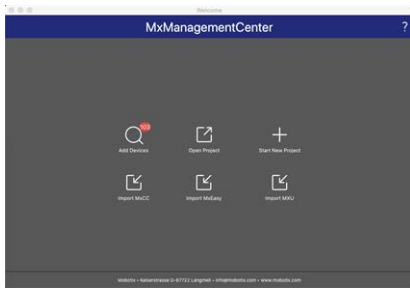 Welcome
MxManagementCenter
?
103
Add Devices
Open Project
Start New Project
Import MxCC
Import MxEasy
Import MXU
Mobotix • Kaiserstrasse D-67722 Langmeil • info@mobotix.com • www.mobotix.com